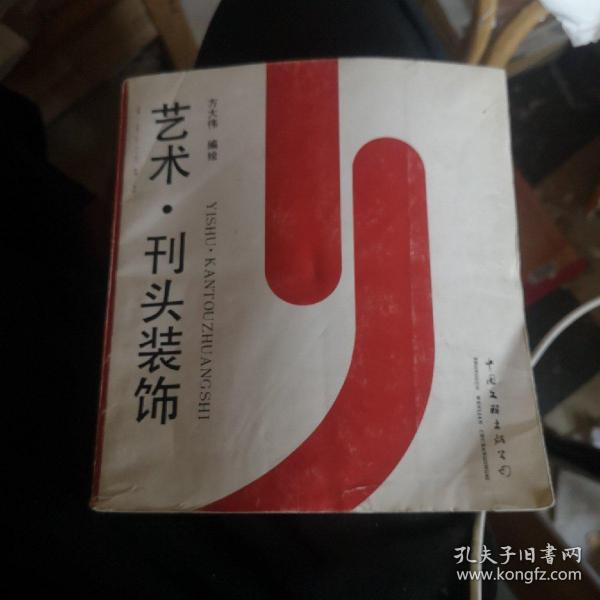 艺术·刊头装饰
方大伟 编绘
YISHU·KANTOUZHUANGSHI
中国文联出版公司
孔夫子旧书网
www.kongfz.com